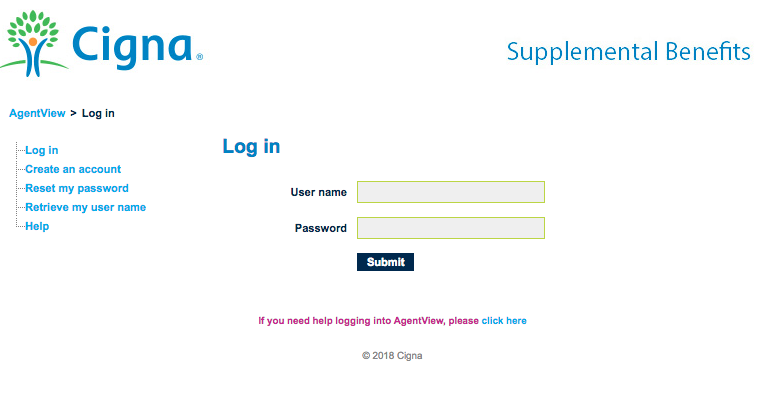 Cigna®
Supplemental Benefits
AgentView > Log in
Log in
Create an account
Reset my password
Retrieve my user name
Help
Log in
User name
Password
Submit
If you need help logging into AgentView, please click here
© 2018 Cigna